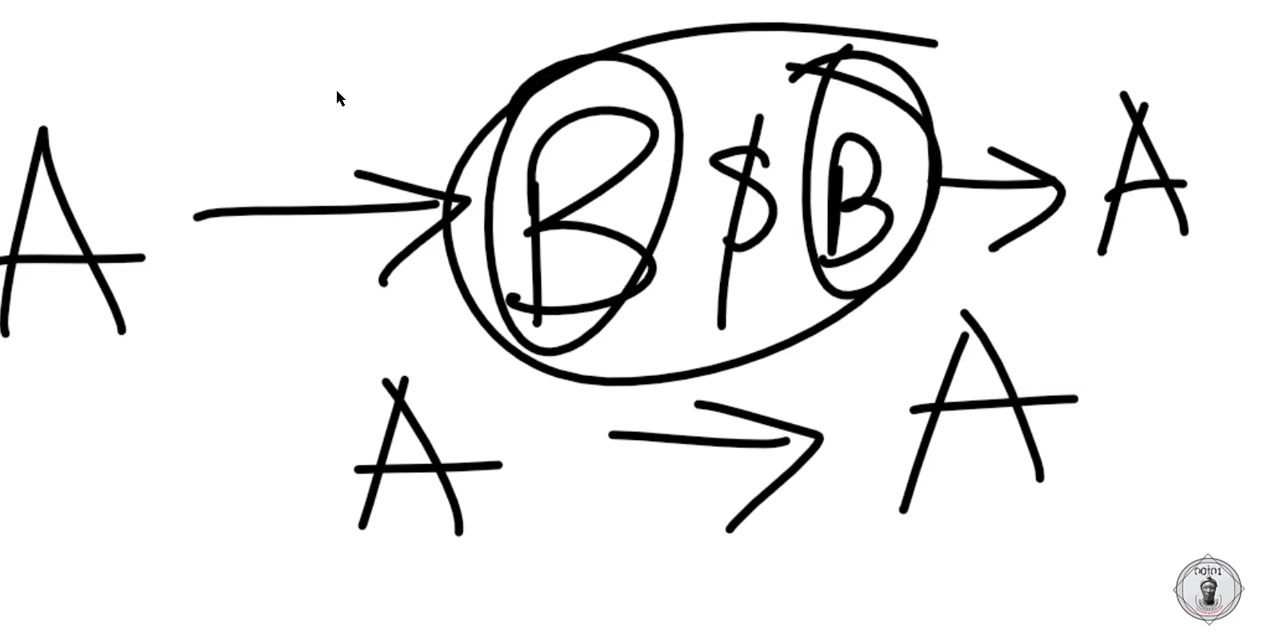 A → B $ B → A
A → A